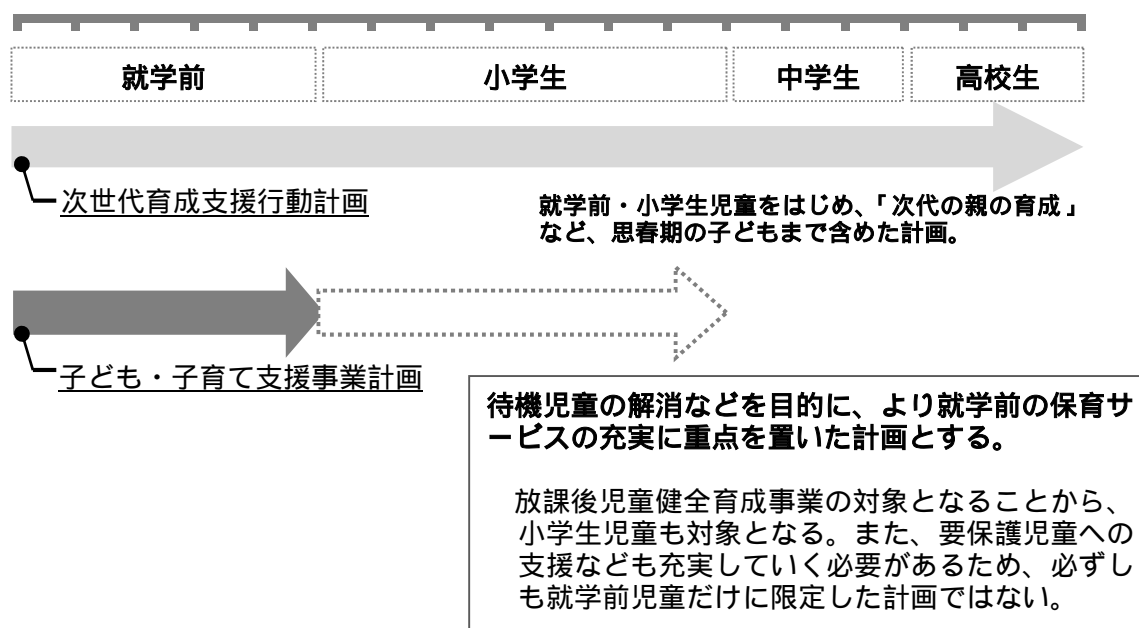 就学前
小学生
中学生
高校生
次世代育成支援行動計画
就学前・小学生児童をはじめ、「次代の親の育成」
など、思春期の子どもまで含めた計画。
子ども・子育て支援事業計画
待機児童の解消などを目的に、より就学前の保育サ
ービスの充実に重点を置いた計画とする。
放課後児童健全育成事業の対象となることから、
小学生児童も対象となる。また、要保護児童への
支援なども充実していく必要があるため、必ずし
も就学前児童だけに限定した計画ではない。